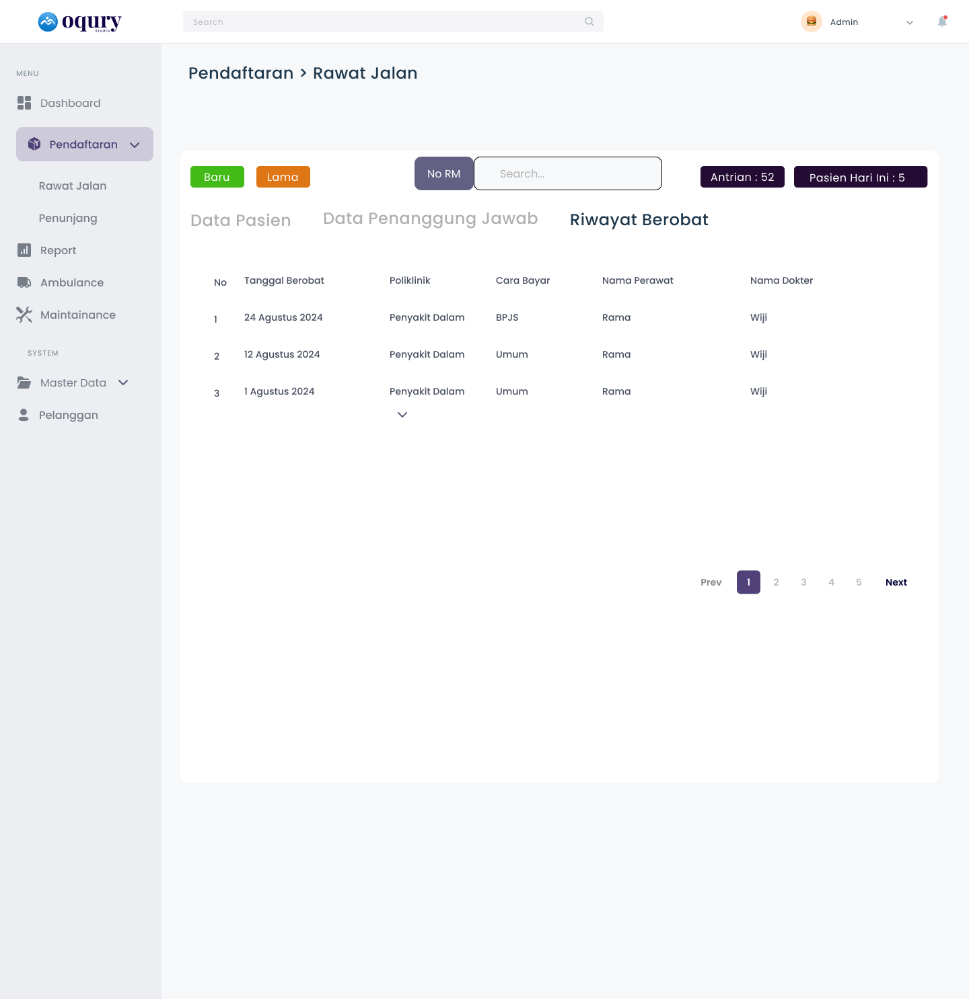 oqury
Studio
Search
Admin
MENU
Dashboard
Pendaftaran
Rawat Jalan
Penunjang
Report
Ambulance
Maintainance
SYSTEM
Master Data
Pelanggan
Pendaftaran > Rawat Jalan
Baru Lama No RM Search... Antrian : 52 Pasien Hari Ini : 5
Data Pasien Data Penanggung Jawab Riwayat Berobat
No Tanggal Berobat Poliklinik Cara Bayar Nama Perawat Nama Dokter
1 24 Agustus 2024 Penyakit Dalam BPJS Rama Wiji
2 12 Agustus 2024 Penyakit Dalam Umum Rama Wiji
3 1 Agustus 2024 Penyakit Dalam Umum Rama Wiji
Prev 1 2 3 4 5 Next